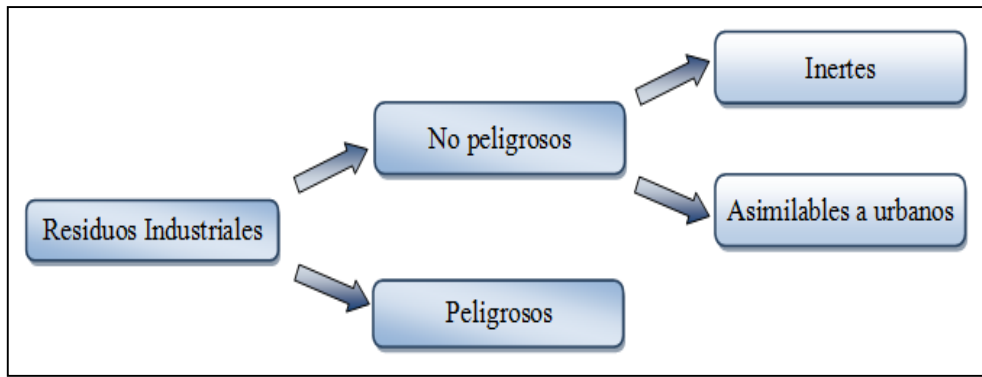 Residuos Industriales
No peligrosos
Peligrosos
Inertes
Asimilables a urbanos